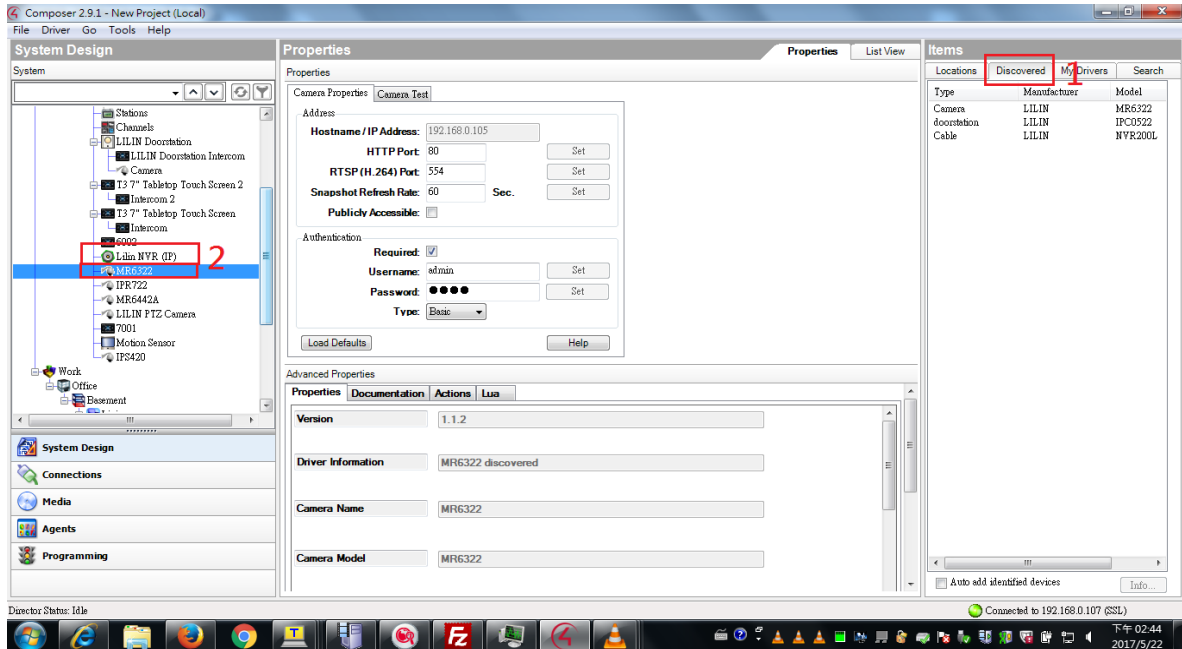 Composer 2.9.1 - New Project (Local)
File Driver Go Tools Help
System Design
System
Stations
Channels
LILIN Doorstation
LILIN Doorstation Intercom
Camera
T3 7" Tabletop Touch Screen 2
Intercom 2
T3 7" Tabletop Touch Screen
Intercom
6002
Lilin NVR (IP)
2
MR6322
IPR722
MR6442A
LILIN PTZ Camera
7001
Motion Sensor
IPS420
Work
Office
Basement
System Design
Connections
Media
Agents
Programming
Properties
Properties List View
Properties
Camera Properties Camera Test
Address
Hostname / IP Address: 192.168.0.105
HTTP Port: 80 Set
RTSP (H.264) Port: 554 Set
Snapshot Refresh Rate: 60 Sec. Set
Publicly Accessible:
Authentication
Required:
Username: admin Set
Password: ●●●● Set
Type: Basic
Load Defaults Help
Advanced Properties
Properties Documentation Actions Lua
Version 1.1.2
Driver Information MR6322 discovered
Camera Name MR6322
Camera Model MR6322
Items
Locations Discovered My Drivers Search
1
Type Manufacturer Model
Camera LILIN MR6322
doorstation LILIN IPC0522
Cable LILIN NVR200L
Auto add identified devices Info...
Director Status: Idle
Connected to 192.168.0.107 (SSL)
下午 02:44
2017/5/22